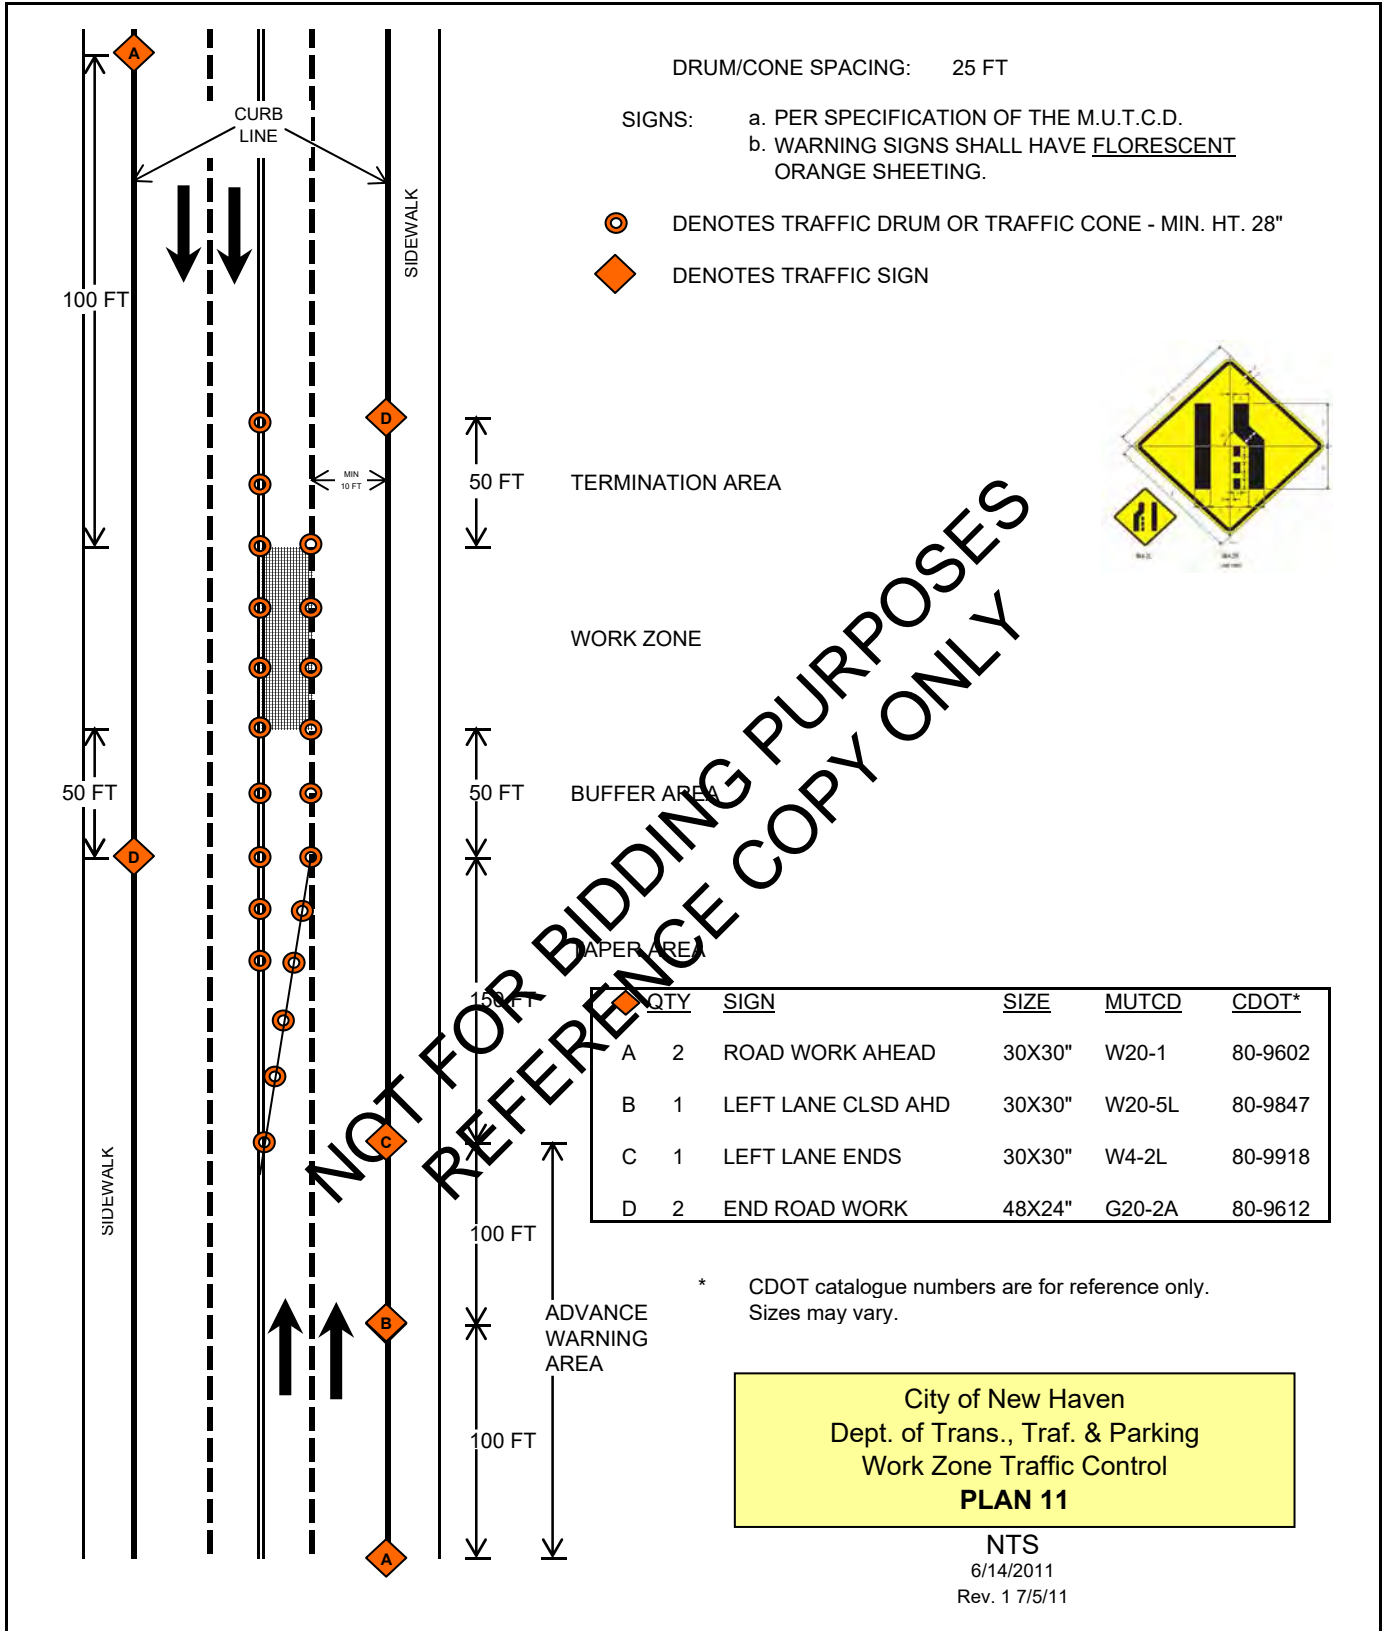 DRUM/CONE SPACING: 25 FT
SIGNS: a. PER SPECIFICATION OF THE M.U.T.C.D.
b. WARNING SIGNS SHALL HAVE FLORESCENT
ORANGE SHEETING.
DENOTES TRAFFIC DRUM OR TRAFFIC CONE - MIN. HT. 28"
DENOTES TRAFFIC SIGN
A
CURB
LINE
SIDEWALK
100 FT
D
MIN
10 FT
50 FT TERMINATION AREA
WORK ZONE
50 FT
50 FT BUFFER AREA
D
TAPER AREA
150 FT
C
SIDEWALK
100 FT
B
ADVANCE
WARNING
AREA
100 FT
A
NOT FOR BIDDING PURPOSES
REFERENCE COPY ONLY
QTY SIGN SIZE MUTCD CDOT*
A 2 ROAD WORK AHEAD 30X30" W20-1 80-9602
B 1 LEFT LANE CLSD AHD 30X30" W20-5L 80-9847
C 1 LEFT LANE ENDS 30X30" W4-2L 80-9918
D 2 END ROAD WORK 48X24" G20-2A 80-9612
* CDOT catalogue numbers are for reference only.
Sizes may vary.
City of New Haven
Dept. of Trans., Traf. & Parking
Work Zone Traffic Control
PLAN 11
NTS
6/14/2011
Rev. 1 7/5/11